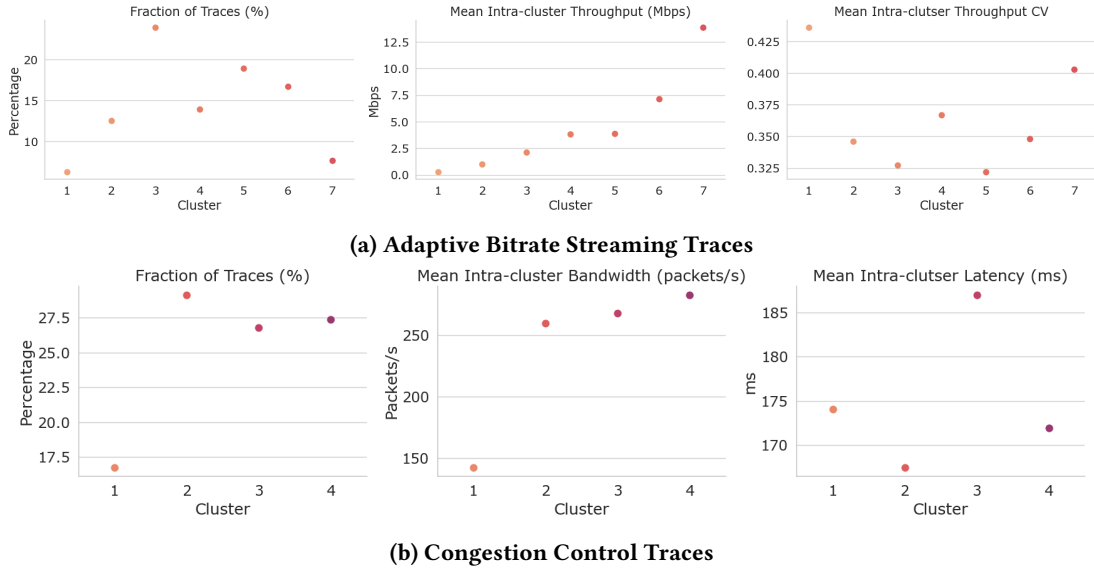 Fraction of Traces (%)
Mean Intra-cluster Throughput (Mbps)
Mean Intra-clutser Throughput CV
Percentage
20
15
10
1 2 3 4 5 6 7
Cluster
Mbps
12.5
10.0
7.5
5.0
2.5
0.0
1 2 3 4 5 6 7
Cluster
0.425
0.400
0.375
0.350
0.325
1 2 3 4 5 6 7
Cluster
(a) Adaptive Bitrate Streaming Traces
Fraction of Traces (%)
Mean Intra-cluster Bandwidth (packets/s)
Mean Intra-clutser Latency (ms)
Percentage
27.5
25.0
22.5
20.0
17.5
1 2 3 4
Cluster
Packets/s
250
200
150
1 2 3 4
Cluster
ms
185
180
175
170
1 2 3 4
Cluster
(b) Congestion Control Traces